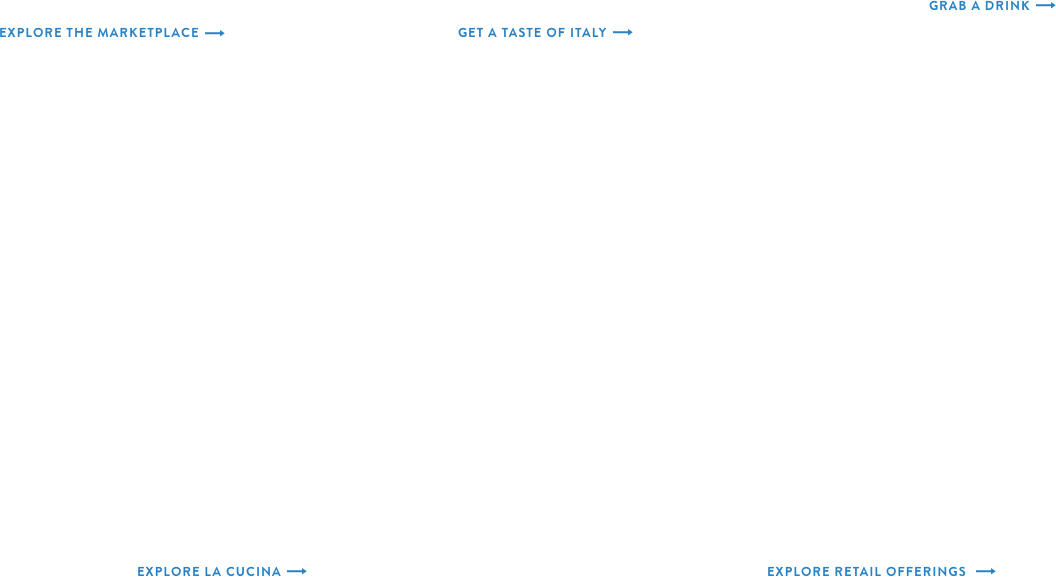 GRAB A DRINK
EXPLORE THE MARKETPLACE
GET A TASTE OF ITALY
EXPLORE LA CUCINA
EXPLORE RETAIL OFFERINGS